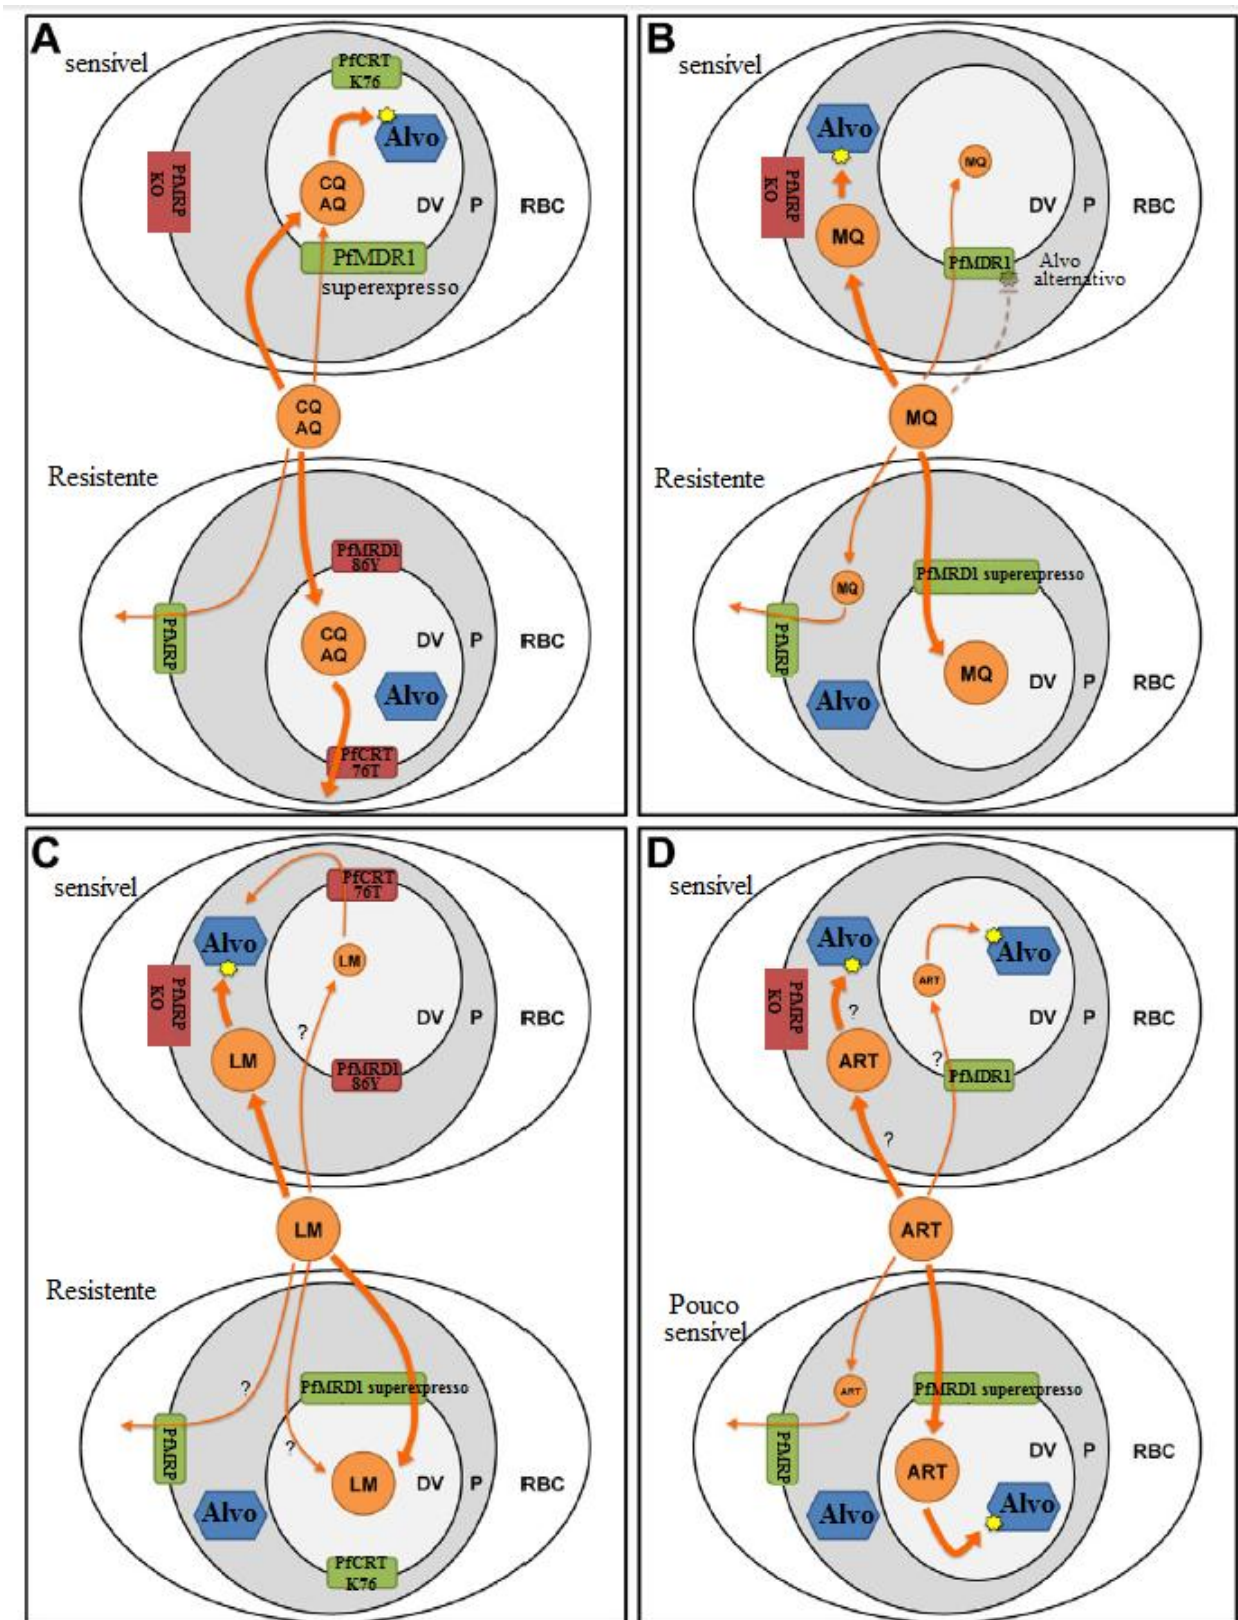 A
sensível
PfCRT
K76
Alvo
PfMRP
KO
CQ
AQ
DV
P
RBC
PfMDR1
superexpresso
CQ
AQ
Resistente
PfMRD1
86Y
CQ
AQ
DV
P
RBC
PfMRP
Alvo
PfCRT
76T
B
sensível
Alvo
MQ
PfMRP
KO
MQ
DV
P
RBC
PfMDR1
Alvo
alternativo
MQ
Resistente
PfMRD1 superexpresso
MQ
PfMRP
MQ
DV
P
RBC
Alvo
C
sensível
PfCRT
76T
Alvo
LM
PfMRP
KO
?
DV
P
RBC
LM
PfMRD1
86Y
LM
Resistente
?
PfMRD1 superexpresso
PfMRP
?
LM
DV
P
RBC
Alvo
PfCRT
K76
D
sensível
Alvo
Alvo
PfMRP
KO
ART
?
DV
P
RBC
ART
?
PfMDR1
?
ART
Pouco
sensível
ART
PfMRD1 superexpresso
PfMRP
ART
DV
P
RBC
Alvo
Alvo